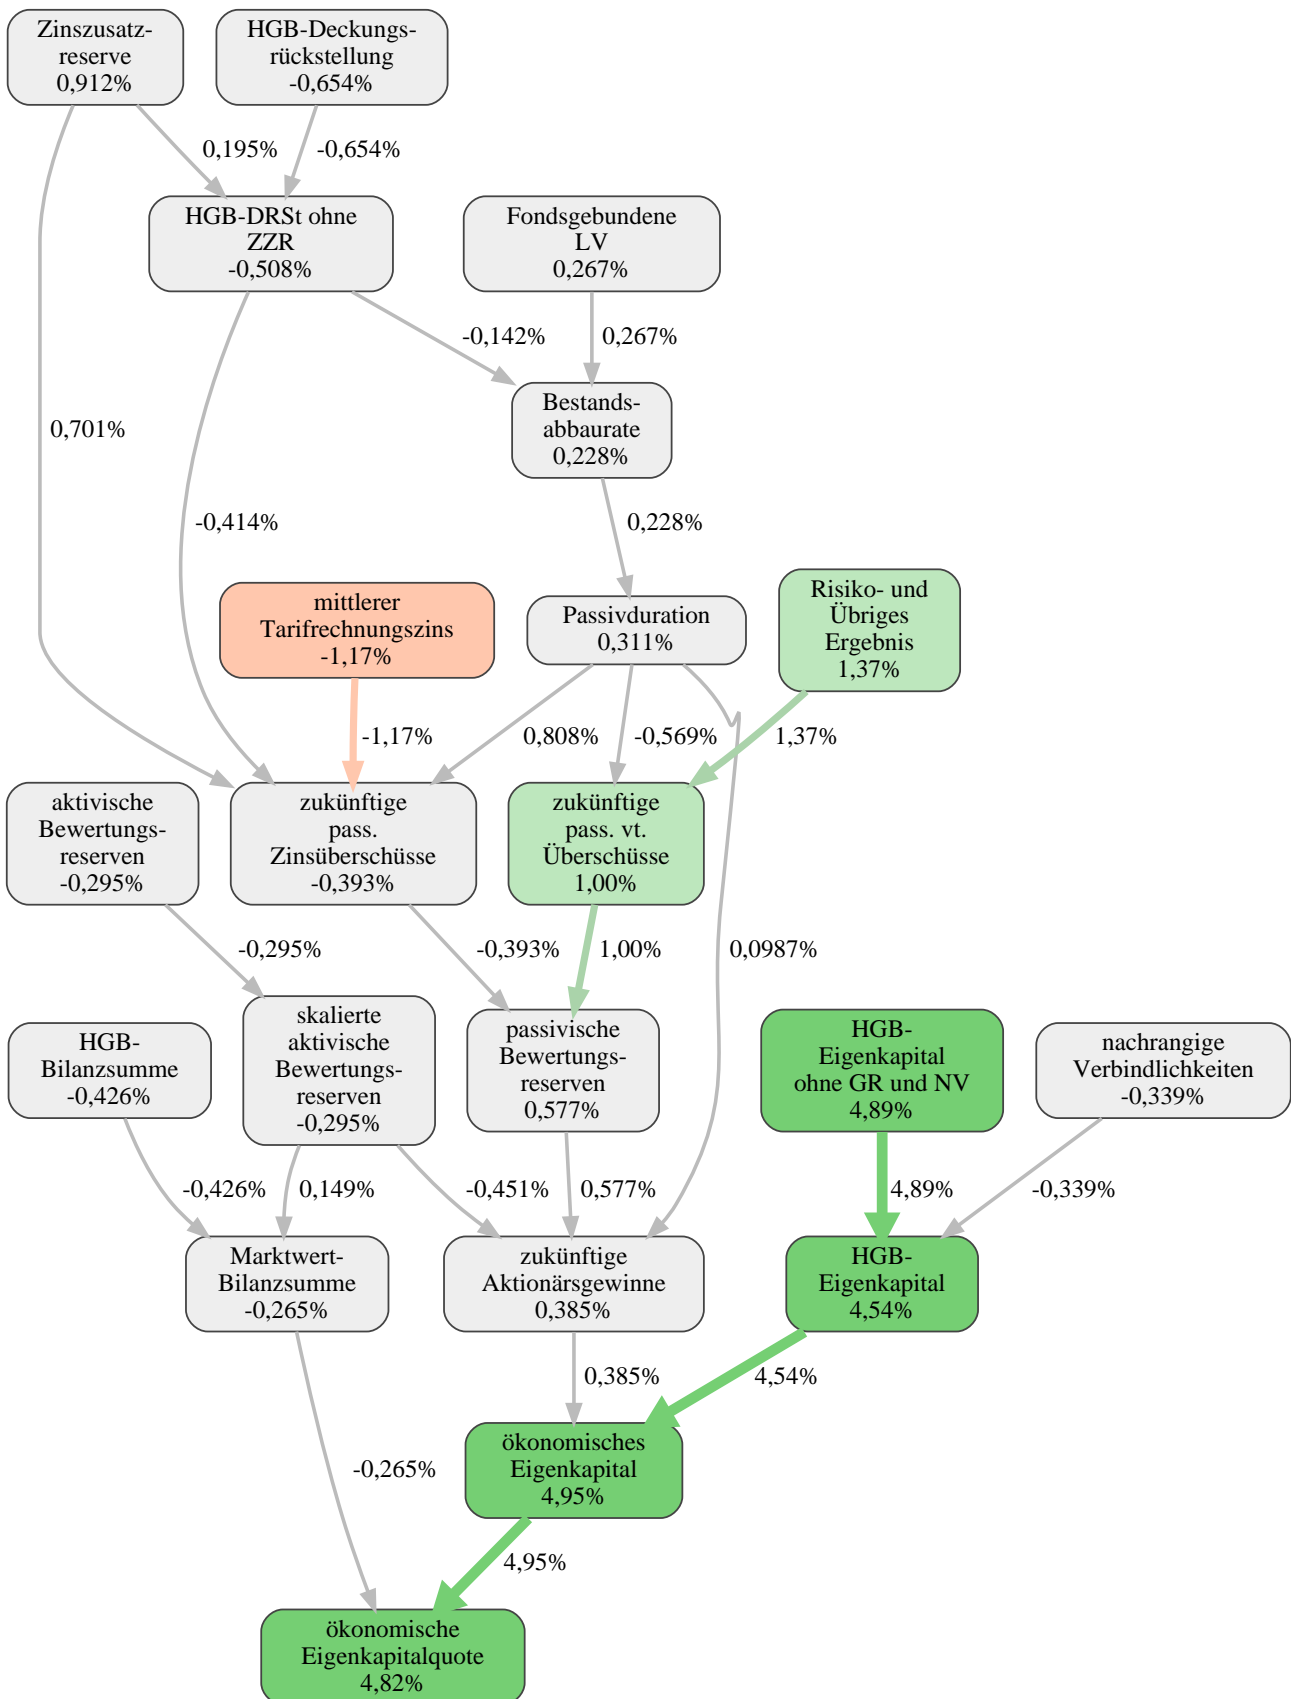 Zinszusatz-
reserve
0,912%
HGB-Deckungs-
rückstellung
-0,654%
0,195%
-0,654%
HGB-DRSt ohne
ZZR
-0,508%
Fondsgebundene
LV
0,267%
-0,142%
0,267%
Bestands-
abbaurate
0,228%
0,701%
-0,414%
0,228%
mittlerer
Tarifrechnungszins
-1,17%
Passivduration
0,311%
Risiko- und
Übriges
Ergebnis
1,37%
-1,17%
0,808%
-0,569%
1,37%
aktivische
Bewertungs-
reserven
-0,295%
zukünftige
pass.
Zinsüberschüsse
-0,393%
zukünftige
pass. vt.
Überschüsse
1,00%
-0,295%
-0,393%
1,00%
0,0987%
HGB-
Bilanzsumme
-0,426%
skalierte
aktivische
Bewertungs-
reserven
-0,295%
passivische
Bewertungs-
reserven
0,577%
HGB-
Eigenkapital
ohne GR und NV
4,89%
nachrangige
Verbindlichkeiten
-0,339%
-0,426%
0,149%
-0,451%
0,577%
4,89%
-0,339%
Marktwert-
Bilanzsumme
-0,265%
zukünftige
Aktionärsgewinne
0,385%
HGB-
Eigenkapital
4,54%
0,385%
4,54%
-0,265%
ökonomisches
Eigenkapital
4,95%
4,95%
ökonomische
Eigenkapitalquote
4,82%